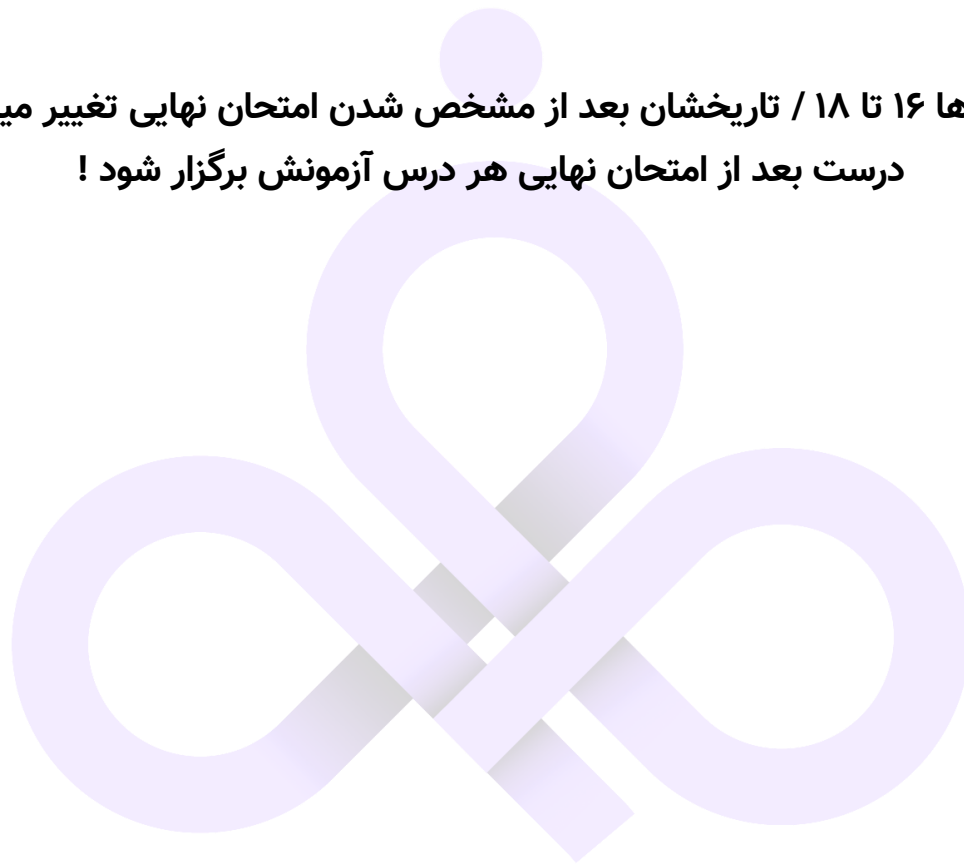 ها ۱۶ تا ۱۸ / تاریخشان بعد از مشخص شدن امتحان نهایی تغییر
درست بعد از امتحان نهایی هر درس آزمونش برگزار شود !